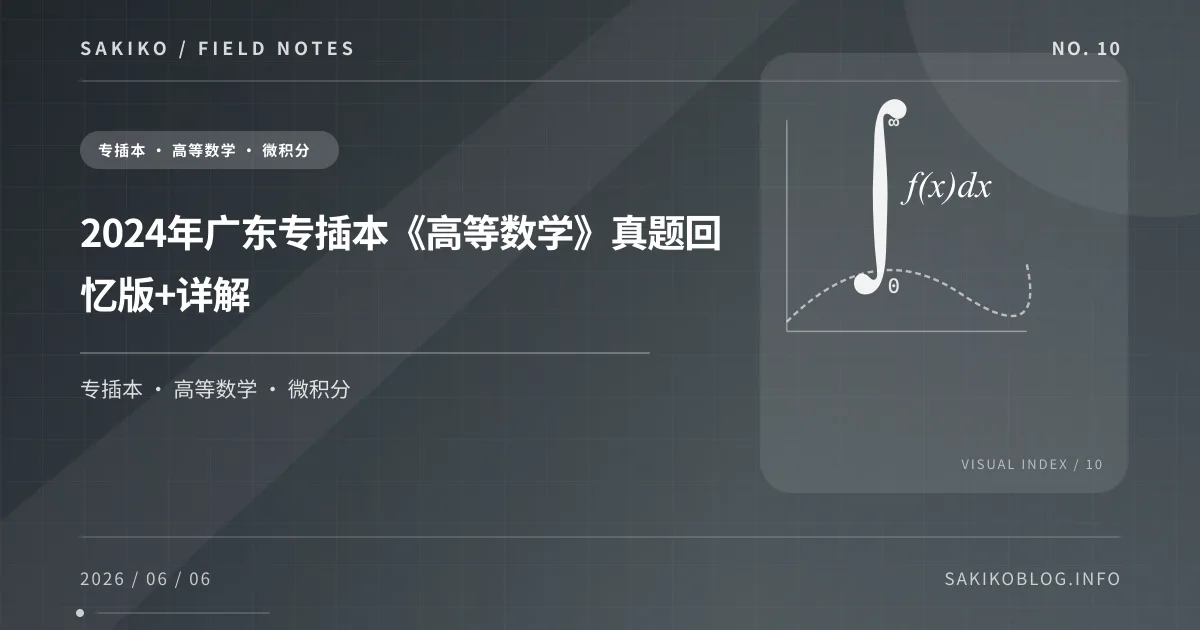 SAKIKO / FIELD NOTES
NO. 10
专插本 · 高等数学 · 微积分
2024年广东专插本《高等数学》真题回
忆版+详解
专插本 · 高等数学 · 微积分
∞
∫ f(x)dx
0
VISUAL INDEX / 10
2026 / 06 / 06
SAKIKOBLOG.INFO